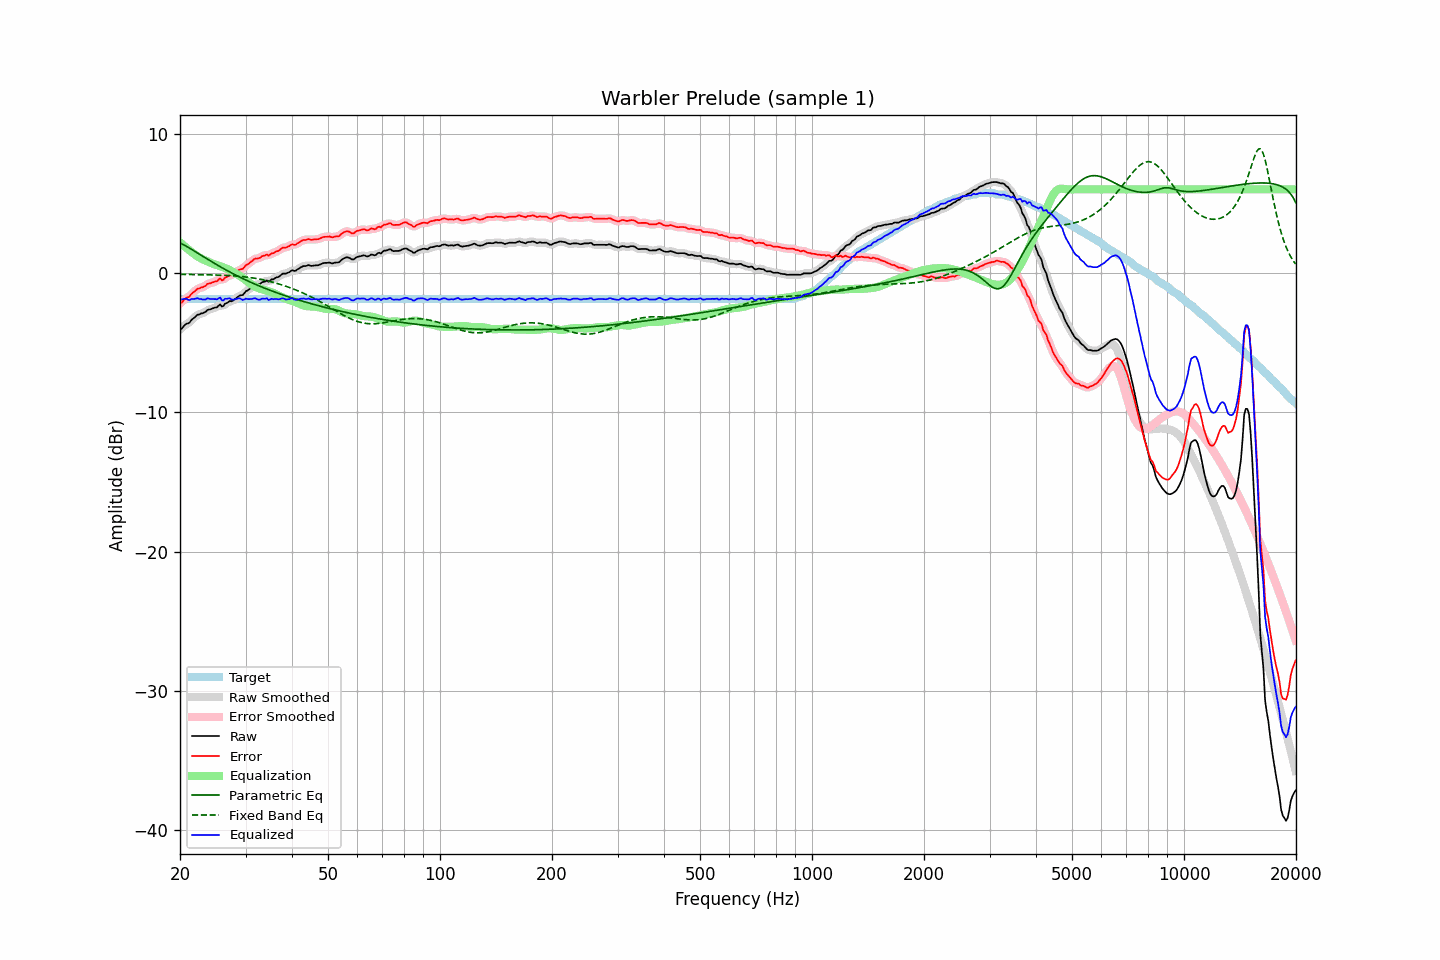 Warbler Prelude (sample 1)
10
0
−10
−20
−30
−40
Amplitude (dBr)
Target
Raw Smoothed
Error Smoothed
Raw
Error
Equalization
Parametric Eq
Fixed Band Eq
Equalized
20 50 100 200 500 1000 2000 5000 10000 20000
Frequency (Hz)